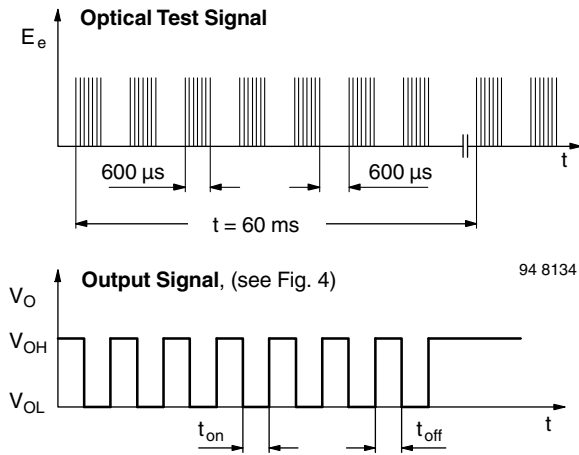 Optical Test Signal
E e
t
600 µs
600 µs
t = 60 ms
94 8134
Output Signal, (see Fig. 4)
V O
V OH
V OL
t
t on
t off